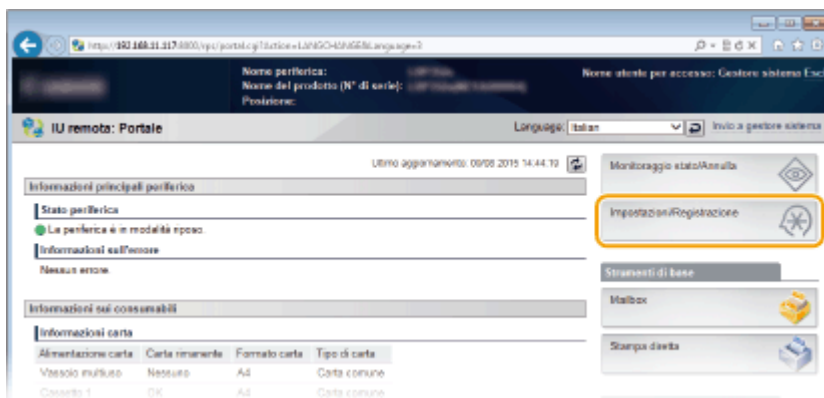 http://192.168.11.117:8000/rps/portal.cgi?action=LANGCHANGE&Language=3
Nome periferica:
Nome del prodotto (N° di serie):
Posizione:
Nome utente per accesso: Gestore sistema Esci
IU remota: Portale
Language: Italian
Invio a gestore sistema
Ultimo aggiornamento: 09/08 2015 14:44:19
Informazioni principali periferica
Stato periferica
La periferica è in modalità riposo.
Informazioni sull'errore
Nessun errore.
Informazioni sui consumabili
Informazioni carta
Alimentazione carta Carta rimanente Formato carta Tipo di carta
Vassoio multiuso Nessuno A4 Carta comune
Cassetto 1 OK A4 Carta comune
Monitoraggio stato/Annulla
Impostazioni/Registrazione
Strumenti di base
Mailbox
Stampa diretta